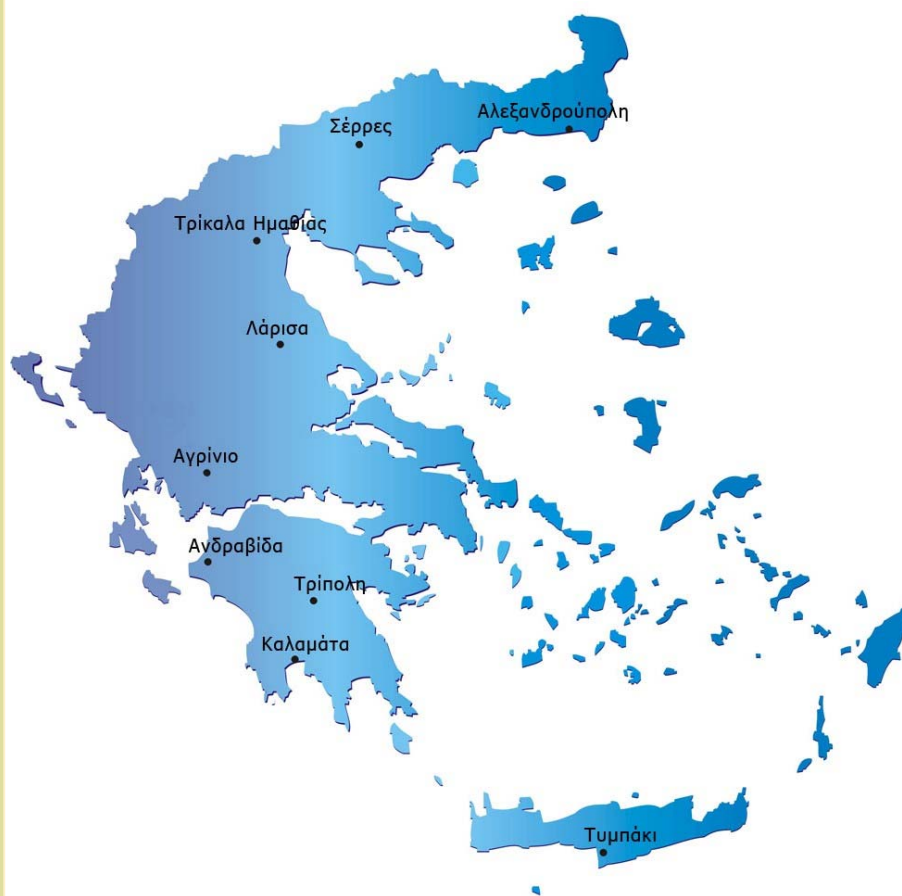 Αλεξανδρούπολη
Σέρρες
Τρίκαλα Ημαθίας
Λάρισα
Αγρίνιο
Ανδραβίδα
Τρίπολη
Καλαμάτα
Τυμπάκι